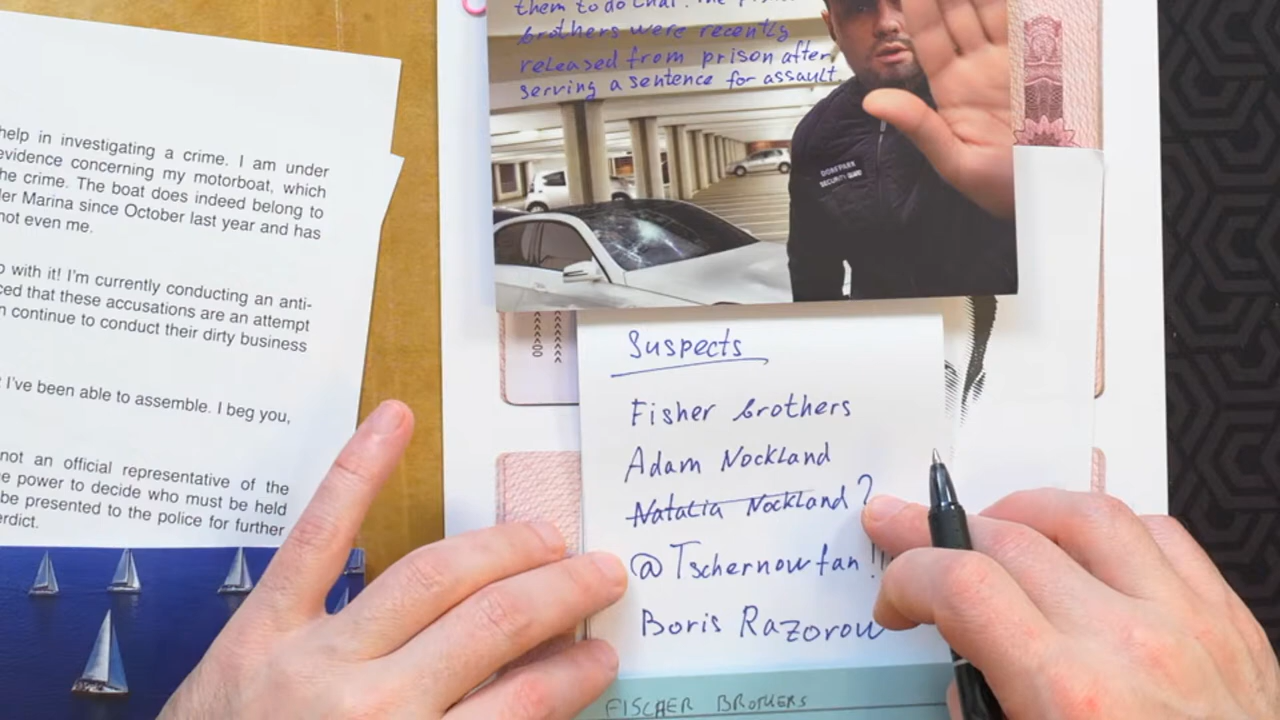 help in investigating a crime. I am under
evidence concerning my motorboat, which
he crime. The boat does indeed belong to
ler Marina since October last year and has
not even me.
with it! I'm currently conducting an anti-
ced that these accusations are an attempt
n continue to conduct their dirty business
I've been able to assemble. I beg you,
not an official representative of the
e power to decide who must be held
be presented to the police for further
erdict.
them to do that. The
brothers were recently
released from prison after
serving a sentence for assault.
SECURITY GUARD
Suspects
Fisher brothers
Adam Nockland
Natalia Nockland?
@Tschernowfan!!
Boris Razorow
FISCHER BROTHERS